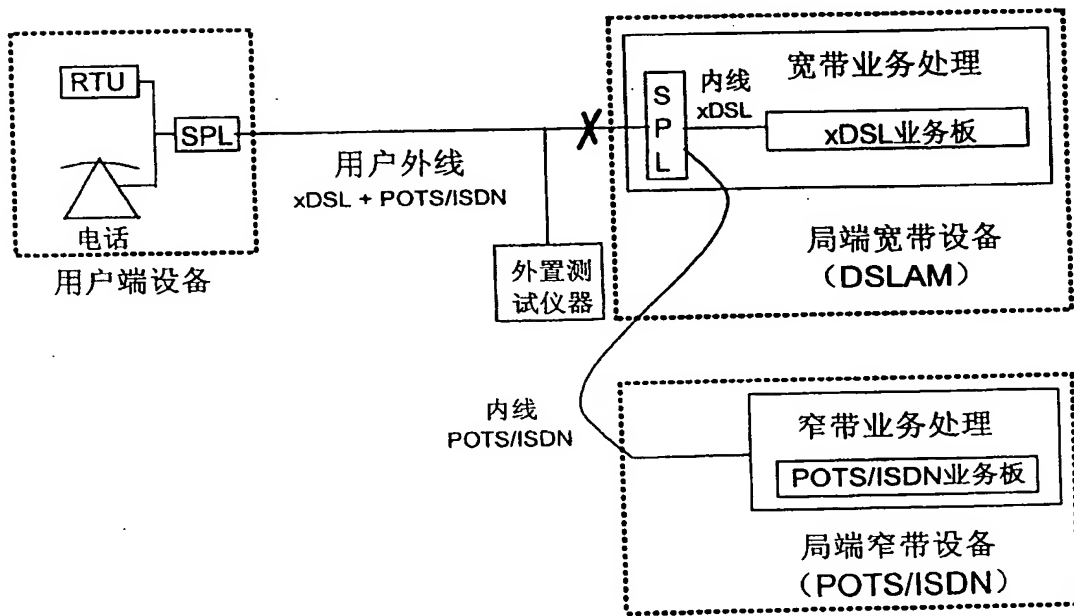 RTU
SPL
电话
用户端设备
用户外线
xDSL + POTS/ISDN
外置测
试仪器
S
P
L
内线
xDSL
宽带业务处理
xDSL业务板
局端宽带设备
（DSLAM）
内线
POTS/ISDN
窄带业务处理
POTS/ISDN业务板
局端窄带设备
（POTS/ISDN）